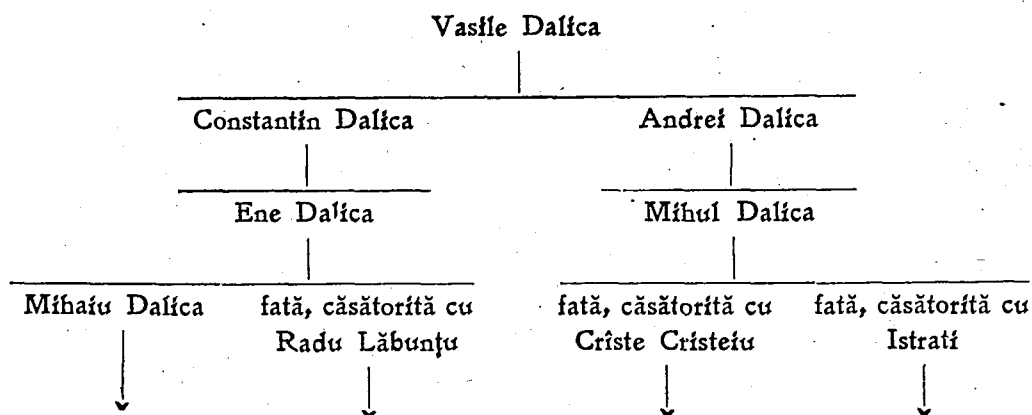 Vasile Dalica
Constantin Dalica Andrei Dalica
Ene Dalica Mihul Dalica
Mihaiu Dalica fată, căsătorită cu fată, căsătorită cu fată, căsătorită cu
Radu Lăbunțu Crîste Cristeiu Istrati